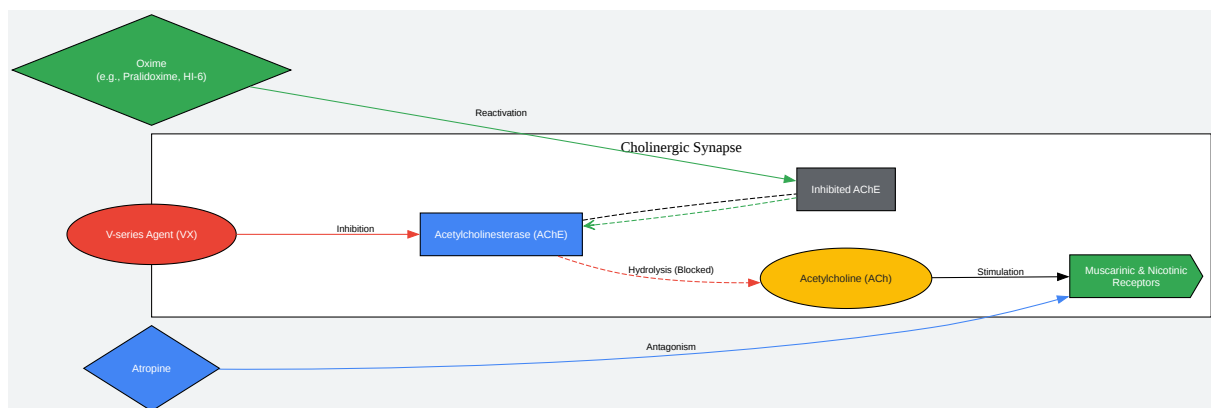 Oxime
(e.g., Pralidoxime, HI-6)
Reactivation
Cholinergic Synapse
Inhibited AChE
V-series Agent (VX)
Inhibition
Acetylcholinesterase (AChE)
Hydrolysis (Blocked)
Acetylcholine (ACh)
Stimulation
Muscarinic & Nicotinic
Receptors
Antagonism
Atropine